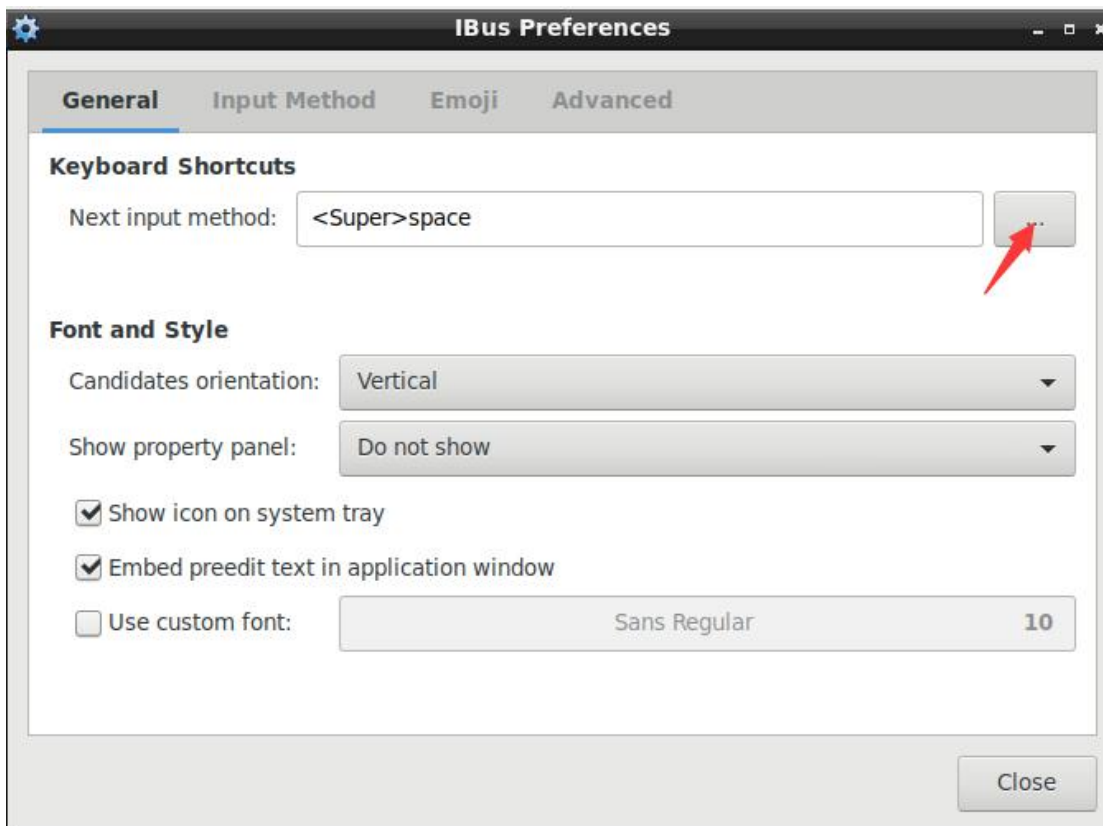 IBus Preferences
General Input Method Emoji Advanced
Keyboard Shortcuts
Next input method: <Super>space ...
Font and Style
Candidates orientation: Vertical
Show property panel: Do not show
Show icon on system tray
Embed preedit text in application window
Use custom font: Sans Regular 10
Close